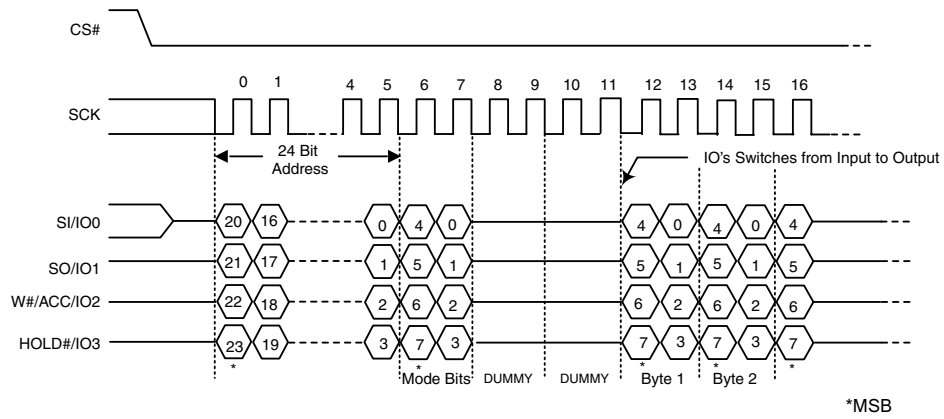 CS#
0 1 4 5 6 7 8 9 10 11 12 13 14 15 16
SCK
24 Bit
Address
IO's Switches from Input to Output
SI/IO0 20 16 0 4 0 4 0 4 0 4
SO/IO1 21 17 1 5 1 5 1 5 1 5
W#/ACC/IO2 22 18 2 6 2 6 2 6 2 6
HOLD#/IO3 23 19 3 7 3 7 3 7 3 7
* * * * *
Mode Bits DUMMY DUMMY Byte 1 Byte 2
*MSB